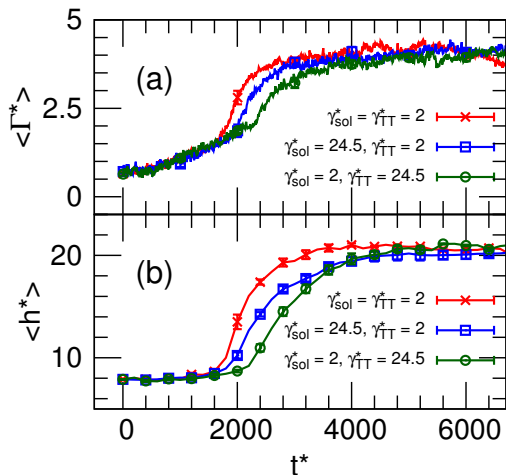 5
2.5
0
<Γ*>
(a)
γ*sol = γ*TT = 2
γ*sol = 24.5, γ*TT = 2
γ*sol = 2, γ*TT = 24.5
20
10
<h*>
(b)
γ*sol = γ*TT = 2
γ*sol = 24.5, γ*TT = 2
γ*sol = 2, γ*TT = 24.5
0 2000 4000 6000
t*